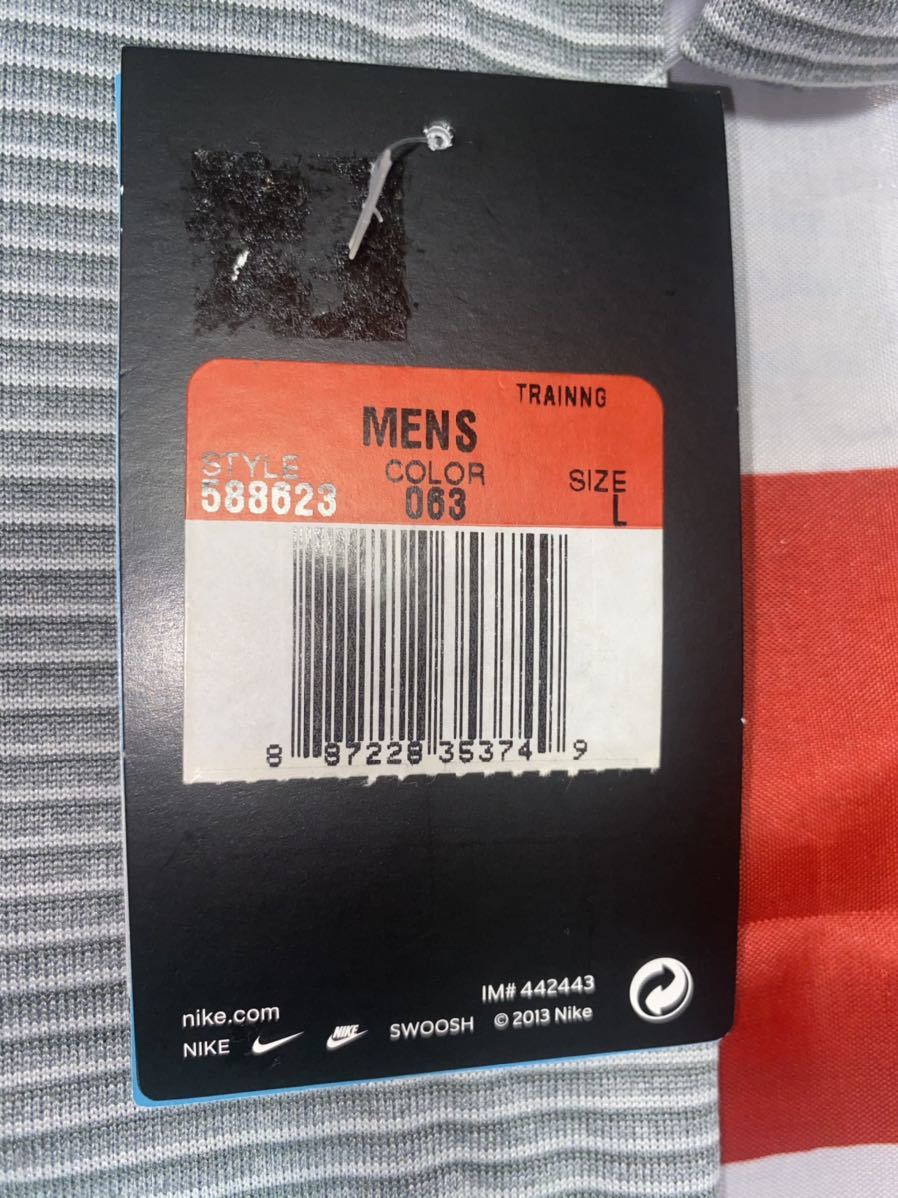 TRAINNG
MENS
STYLE COLOR SIZE
588623 063 L
8 87228 35374 9
IM# 442443
nike.com © 2013 Nike
NIKE NIKE SWOOSH